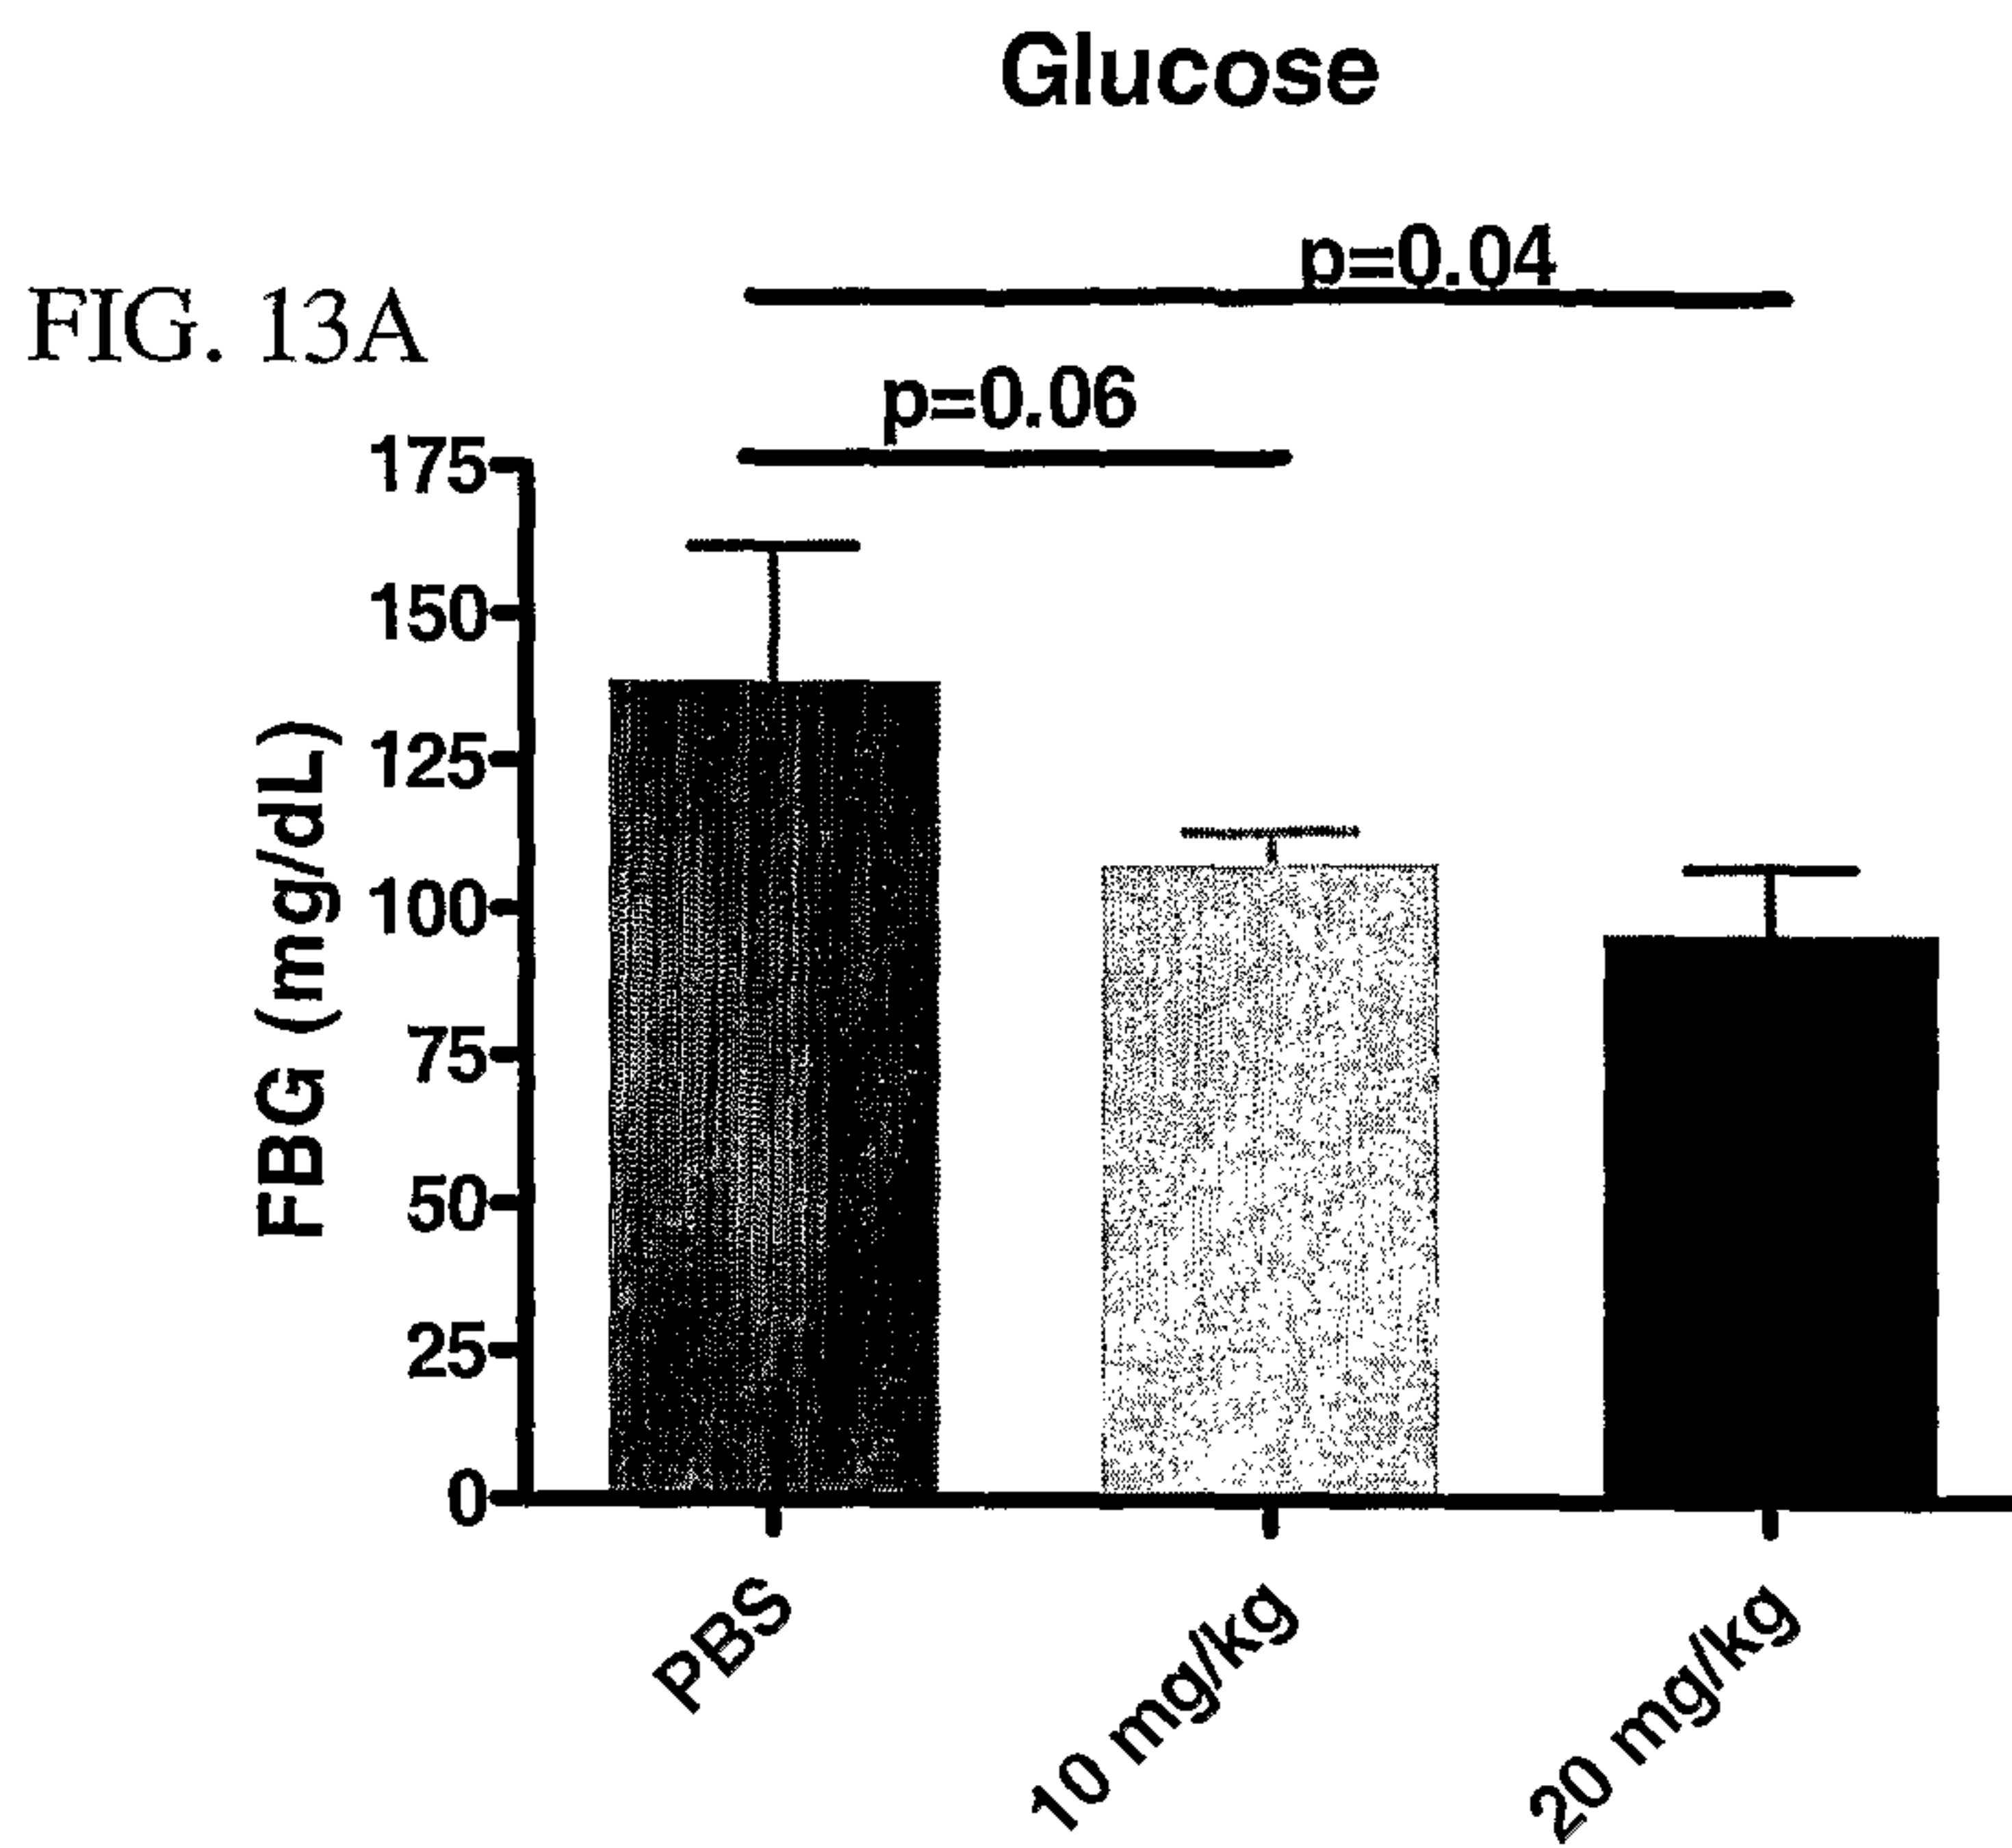 Glucose
p=0.04
FIG. 13A
p=0.06
175
150
125
100
75
50
25
0
FBG (mg/dL)
PBS
10 mg/kg
20 mg/kg